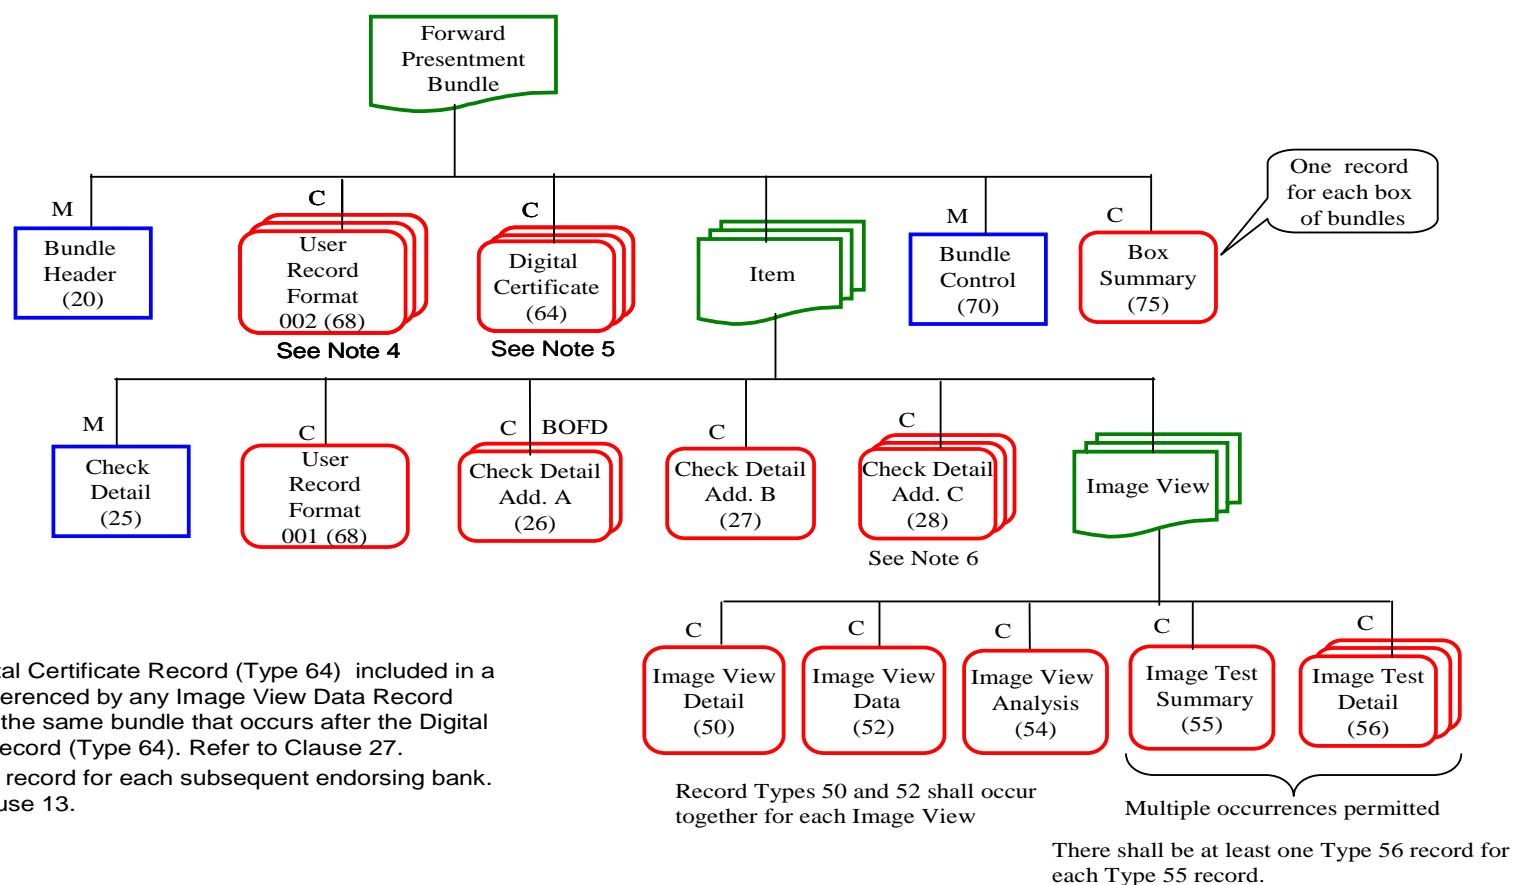 Forward
Presentment
Bundle
One record
for each box
of bundles
M
C
C
M
C
Bundle
Header
(20)
User
Record
Format
002 (68)
See Note 4
Digital
Certificate
(64)
See Note 5
Item
Bundle
Control
(70)
Box
Summary
(75)
M
C
C BOFD
C
C
Check
Detail
(25)
User
Record
Format
001 (68)
Check Detail
Add. A
(26)
Check Detail
Add. B
(27)
Check Detail
Add. C
(28)
See Note 6
Image View
C
C
C
C
C
Image View
Detail
(50)
Image View
Data
(52)
Image View
Analysis
(54)
Image Test
Summary
(55)
Image Test
Detail
(56)
Record Types 50 and 52 shall occur
together for each Image View
Multiple occurrences permitted
There shall be at least one Type 56 record for
each Type 55 record.
tal Certificate Record (Type 64) included in a
erenced by any Image View Data Record
the same bundle that occurs after the Digital
ecord (Type 64). Refer to Clause 27.
record for each subsequent endorsing bank.
use 13.